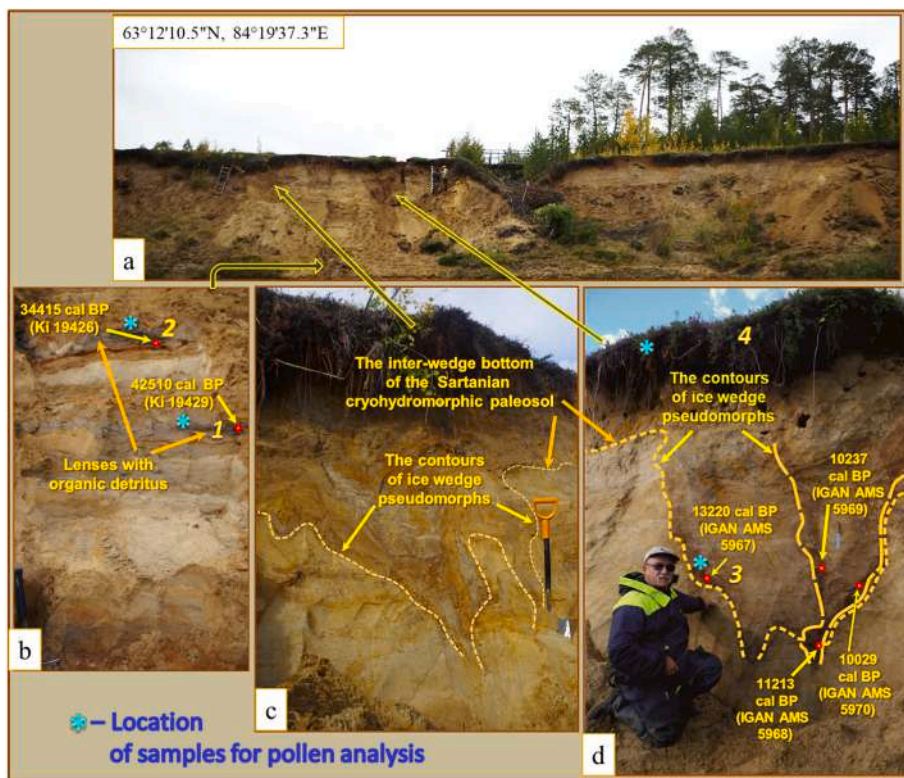 63°12'10.5"N, 84°19'37.3"E
a
34415 cal BP
(Ki 19426)
2
42510 cal BP
(Ki 19429)
1
Lenses with
organic detritus
b
The inter-wedge bottom
of the Sartanian
cryohydromorphic paleosol
The contours
of ice wedge
pseudomorphs
c
4
The contours
of ice wedge
pseudomorphs
10237
cal BP
(IGAN AMS
5969)
13220 cal BP
(IGAN AMS
5967)
3
11213
cal BP
(IGAN AMS
5968)
10029
cal BP
(IGAN AMS
5970)
d
– Location
of samples for pollen analysis